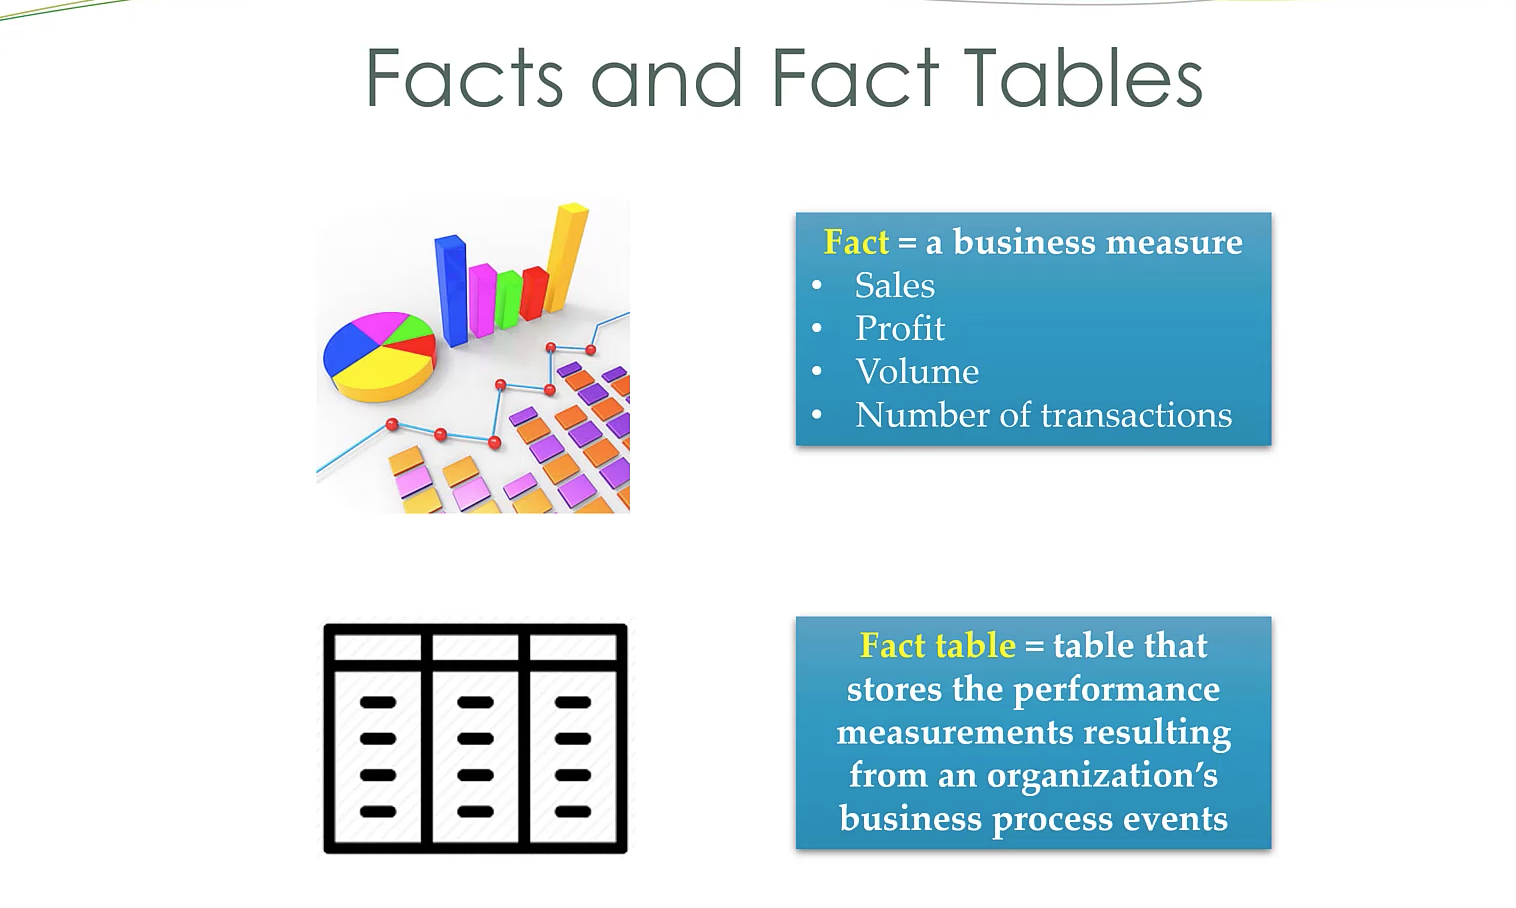 Facts and Fact Tables
Fact = a business measure
• Sales
• Profit
• Volume
• Number of transactions
Fact table = table that
stores the performance
measurements resulting
from an organization’s
business process events